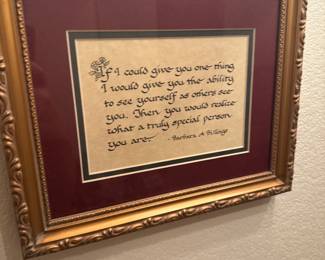 If I could give you one thing,
I would give you the ability
to see yourself as others see
you. Then you would realize
what a truly special person
you are. - Barbara A Billings